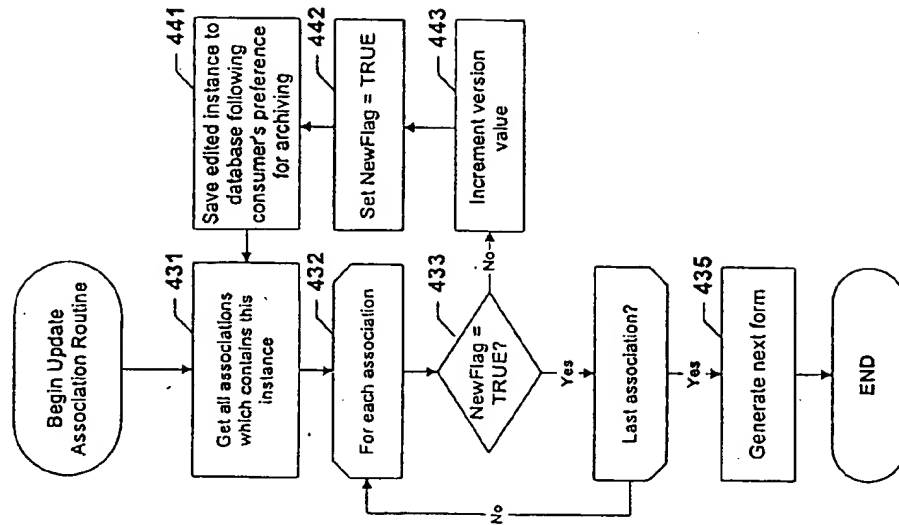 Begin Update
Association Routine
431
Get all associations
which contains this
instance
432
For each association
433
NewFlag =
TRUE?
No
Yes
Last association?
No
Yes
435
Generate next form
END
441
Save edited instance to
database following
consumer's preference
for archiving
442
Set NewFlag = TRUE
443
Increment version
value